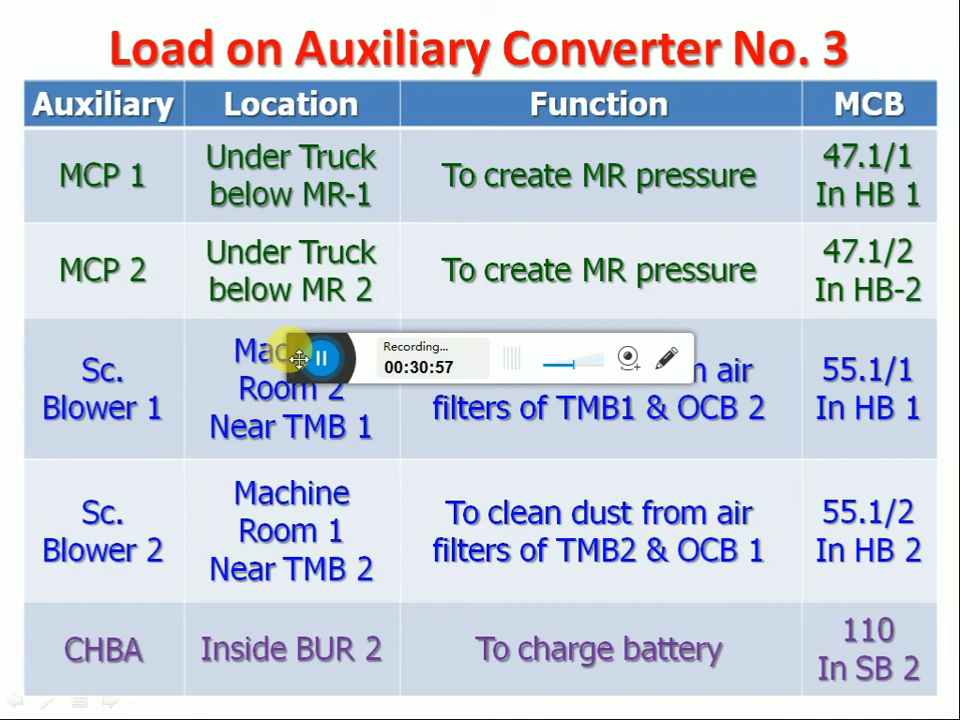 Load on Auxiliary Converter No. 3
Auxiliary Location Function MCB
MCP 1
Under Truck
below MR-1
To create MR pressure
47.1/1
In HB 1
MCP 2
Under Truck
below MR 2
To create MR pressure
47.1/2
In HB-2
Sc.
Blower 1
Room 2
Near TMB 1
air
filters of TMB1 & OCB 2
55.1/1
In HB 1
Recording...
00:30:57
Sc.
Blower 2
Machine
Room 1
Near TMB 2
To clean dust from air
filters of TMB2 & OCB 1
55.1/2
In HB 2
CHBA
Inside BUR 2
To charge battery
110
In SB 2